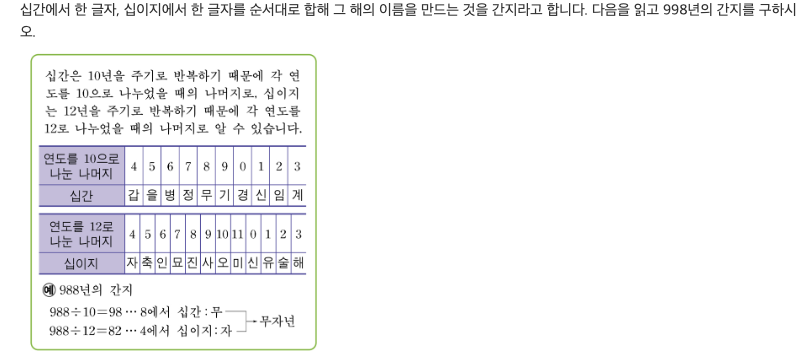 십간에서 한 글자, 십이지에서 한 글자를 순서대로 합해 그 해의 이름을 만드는 것을 간지라고 합니다. 다음을 읽고 998년의 간지를 구하시
오.
십간은 10년을 주기로 반복하기 때문에 각 연
도를 10으로 나누었을 때의 나머지로, 십이지
는 12년을 주기로 반복하기 때문에 각 연도를
12로 나누었을 때의 나머지로 알 수 있습니다.
연도를 10으로 나눈 나머지 4 5 6 7 8 9 0 1 2 3
십간 갑 을 병 정 무 기 경 신 임 계
연도를 12로 나눈 나머지 4 5 6 7 8 9 10 11 0 1 2 3
십이지 자 축 인 묘 진 사 오 미 신 유 술 해
예 988년의 간지
988÷10=98 … 8에서 십간 : 무
988÷12=82 … 4에서 십이지 : 자
무자년